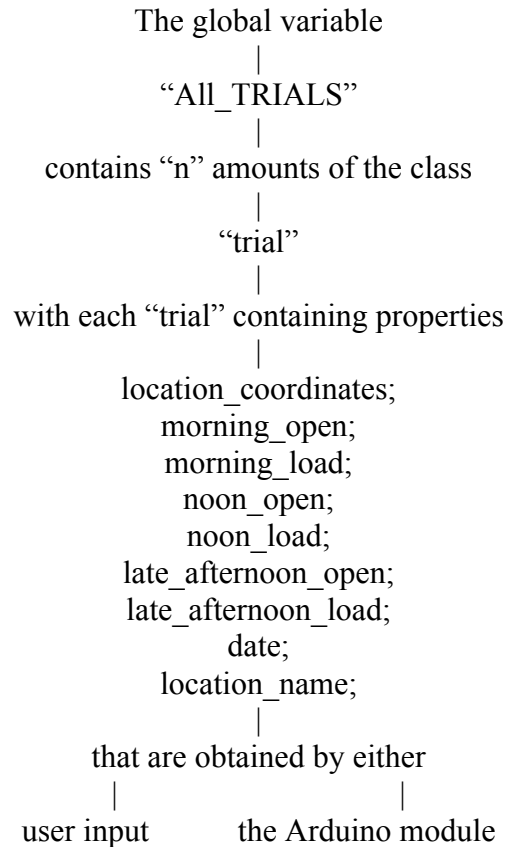 The global variable
|
“All_TRIALS”
|
contains “n” amounts of the class
|
“trial”
|
with each “trial” containing properties
|
location_coordinates;
morning_open;
morning_load;
noon_open;
noon_load;
late_afternoon_open;
late_afternoon_load;
date;
location_name;
|
that are obtained by either
| |
user input the Arduino module